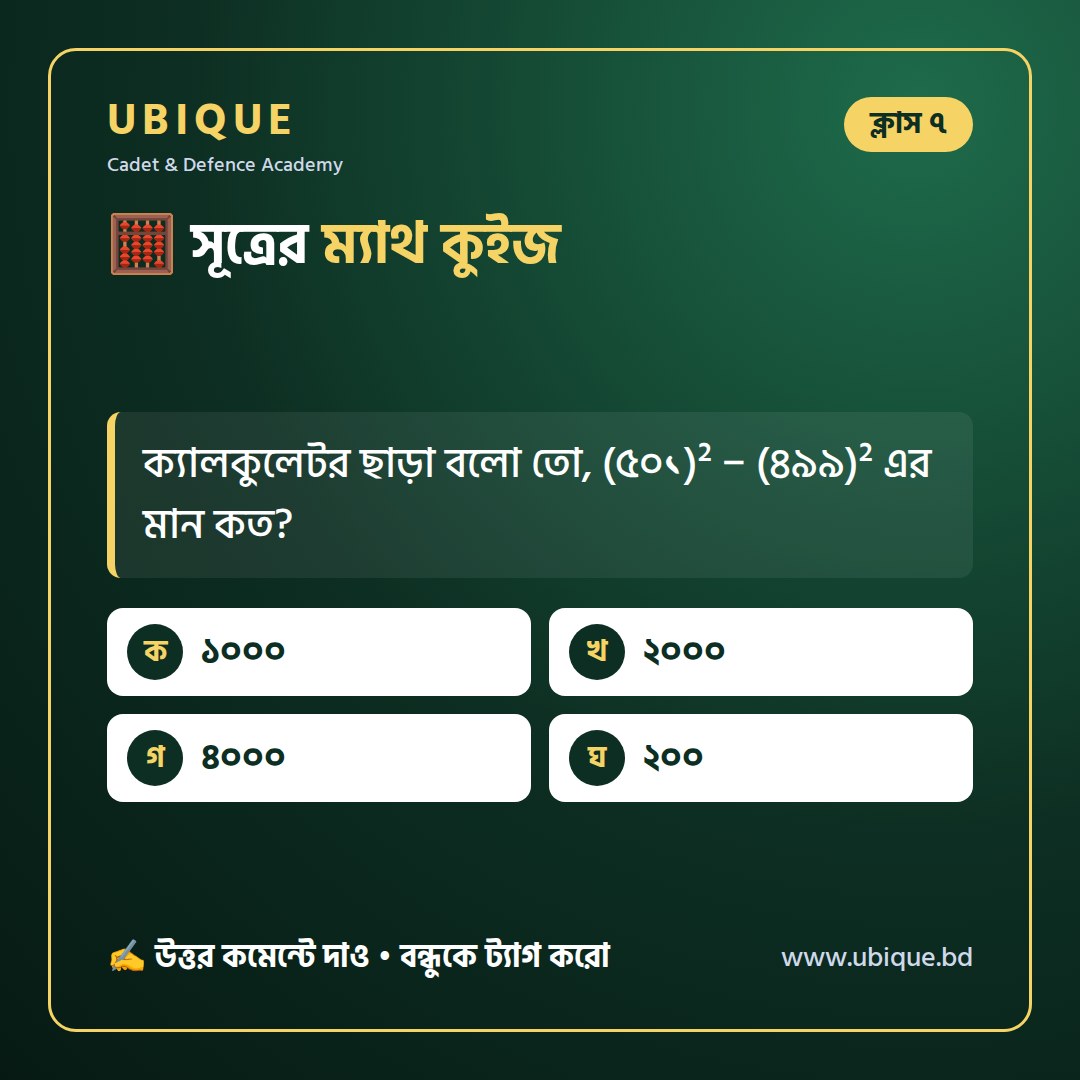 UBIQUE
Cadet & Defence Academy
ক্লাস ৭
সূত্রের ম্যাথ কুইজ
ক্যালকুলেটর ছাড়া বলো তো, (৫০১)² − (৪৯৯)² এর
মান কত?
ক ১০০০
খ ২০০০
গ ৪০০০
ঘ ২০০
উত্তর কমেন্টে দাও • বন্ধুকে ট্যাগ করো
www.ubique.bd